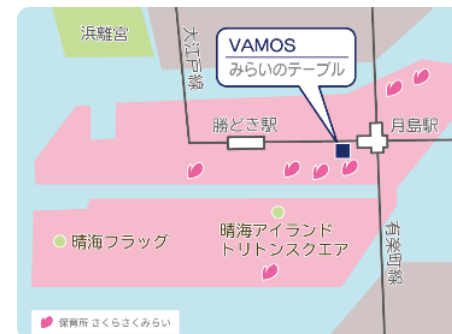 浜離宮
大江戸線
VAMOS
みらいのテーブル
勝どき駅
月島駅
晴海フラッグ
晴海アイランド
トリトンスクエア
有楽町線
保育所 さくらさくみらい